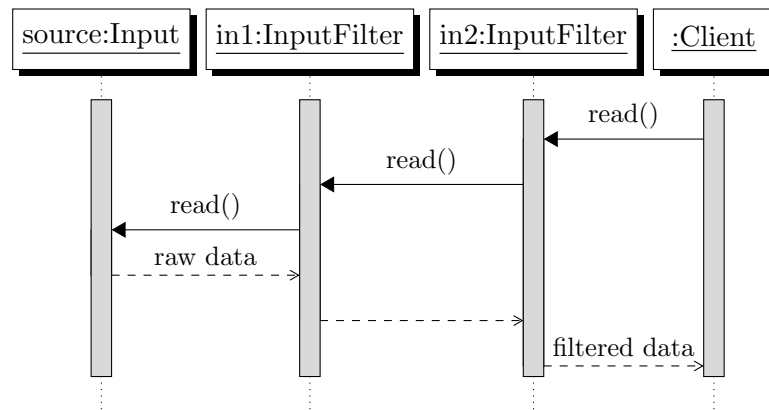 source:Input
in1:InputFilter
in2:InputFilter
:Client
read()
read()
read()
raw data
filtered data